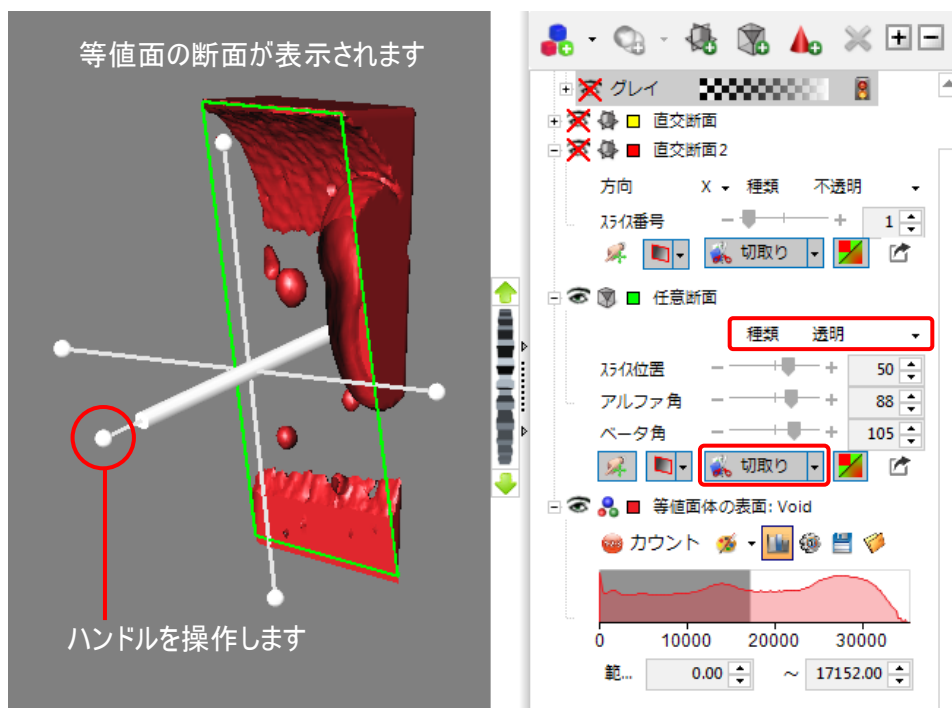 等値面の断面が表示されます
ハンドルを操作します
グレイ
直交断面
直交断面2
方向 X 種類 不透明
スライス番号 1
切取り
任意断面
種類 透明
スライス位置 50
アルファ角 88
ベータ角 105
切取り
等値面体の表面: Void
カウント
0 10000 20000 30000
範... 0.00 ～ 17152.00